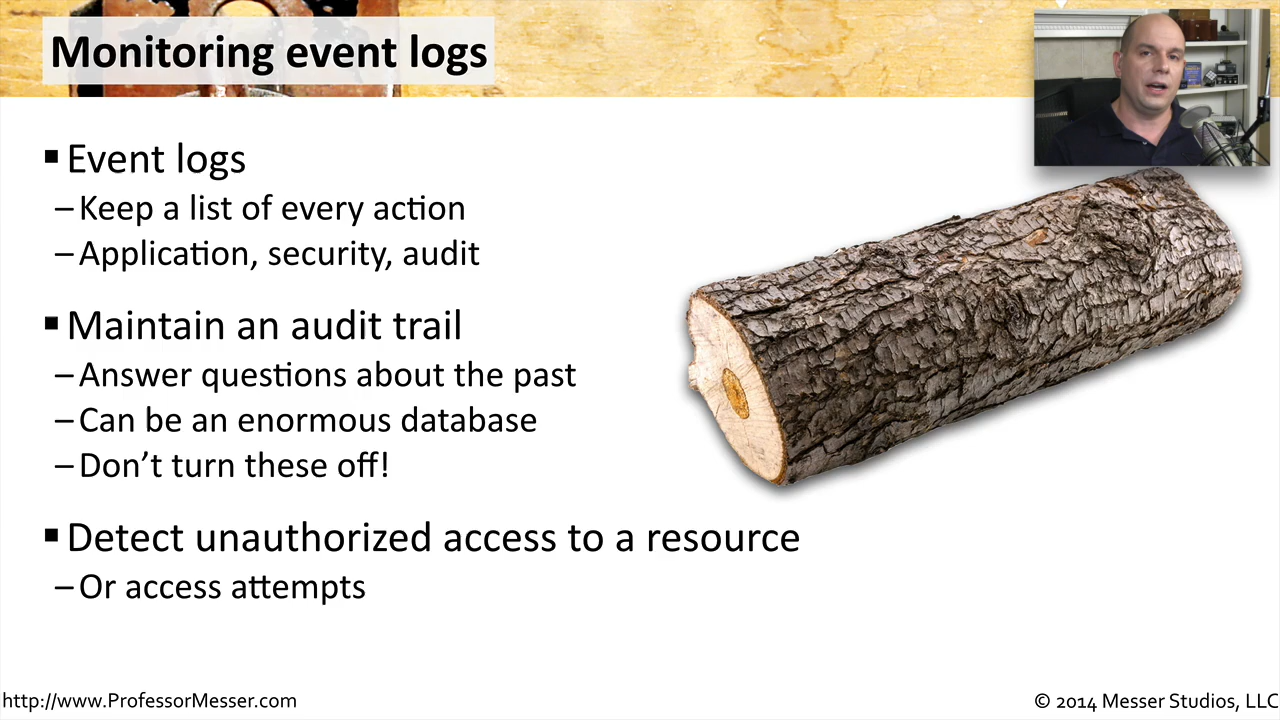 Monitoring event logs
▪ Event logs
– Keep a list of every action
– Application, security, audit
▪ Maintain an audit trail
– Answer questions about the past
– Can be an enormous database
– Don’t turn these off!
▪ Detect unauthorized access to a resource
– Or access attempts
http://www.ProfessorMesser.com
© 2014 Messer Studios, LLC